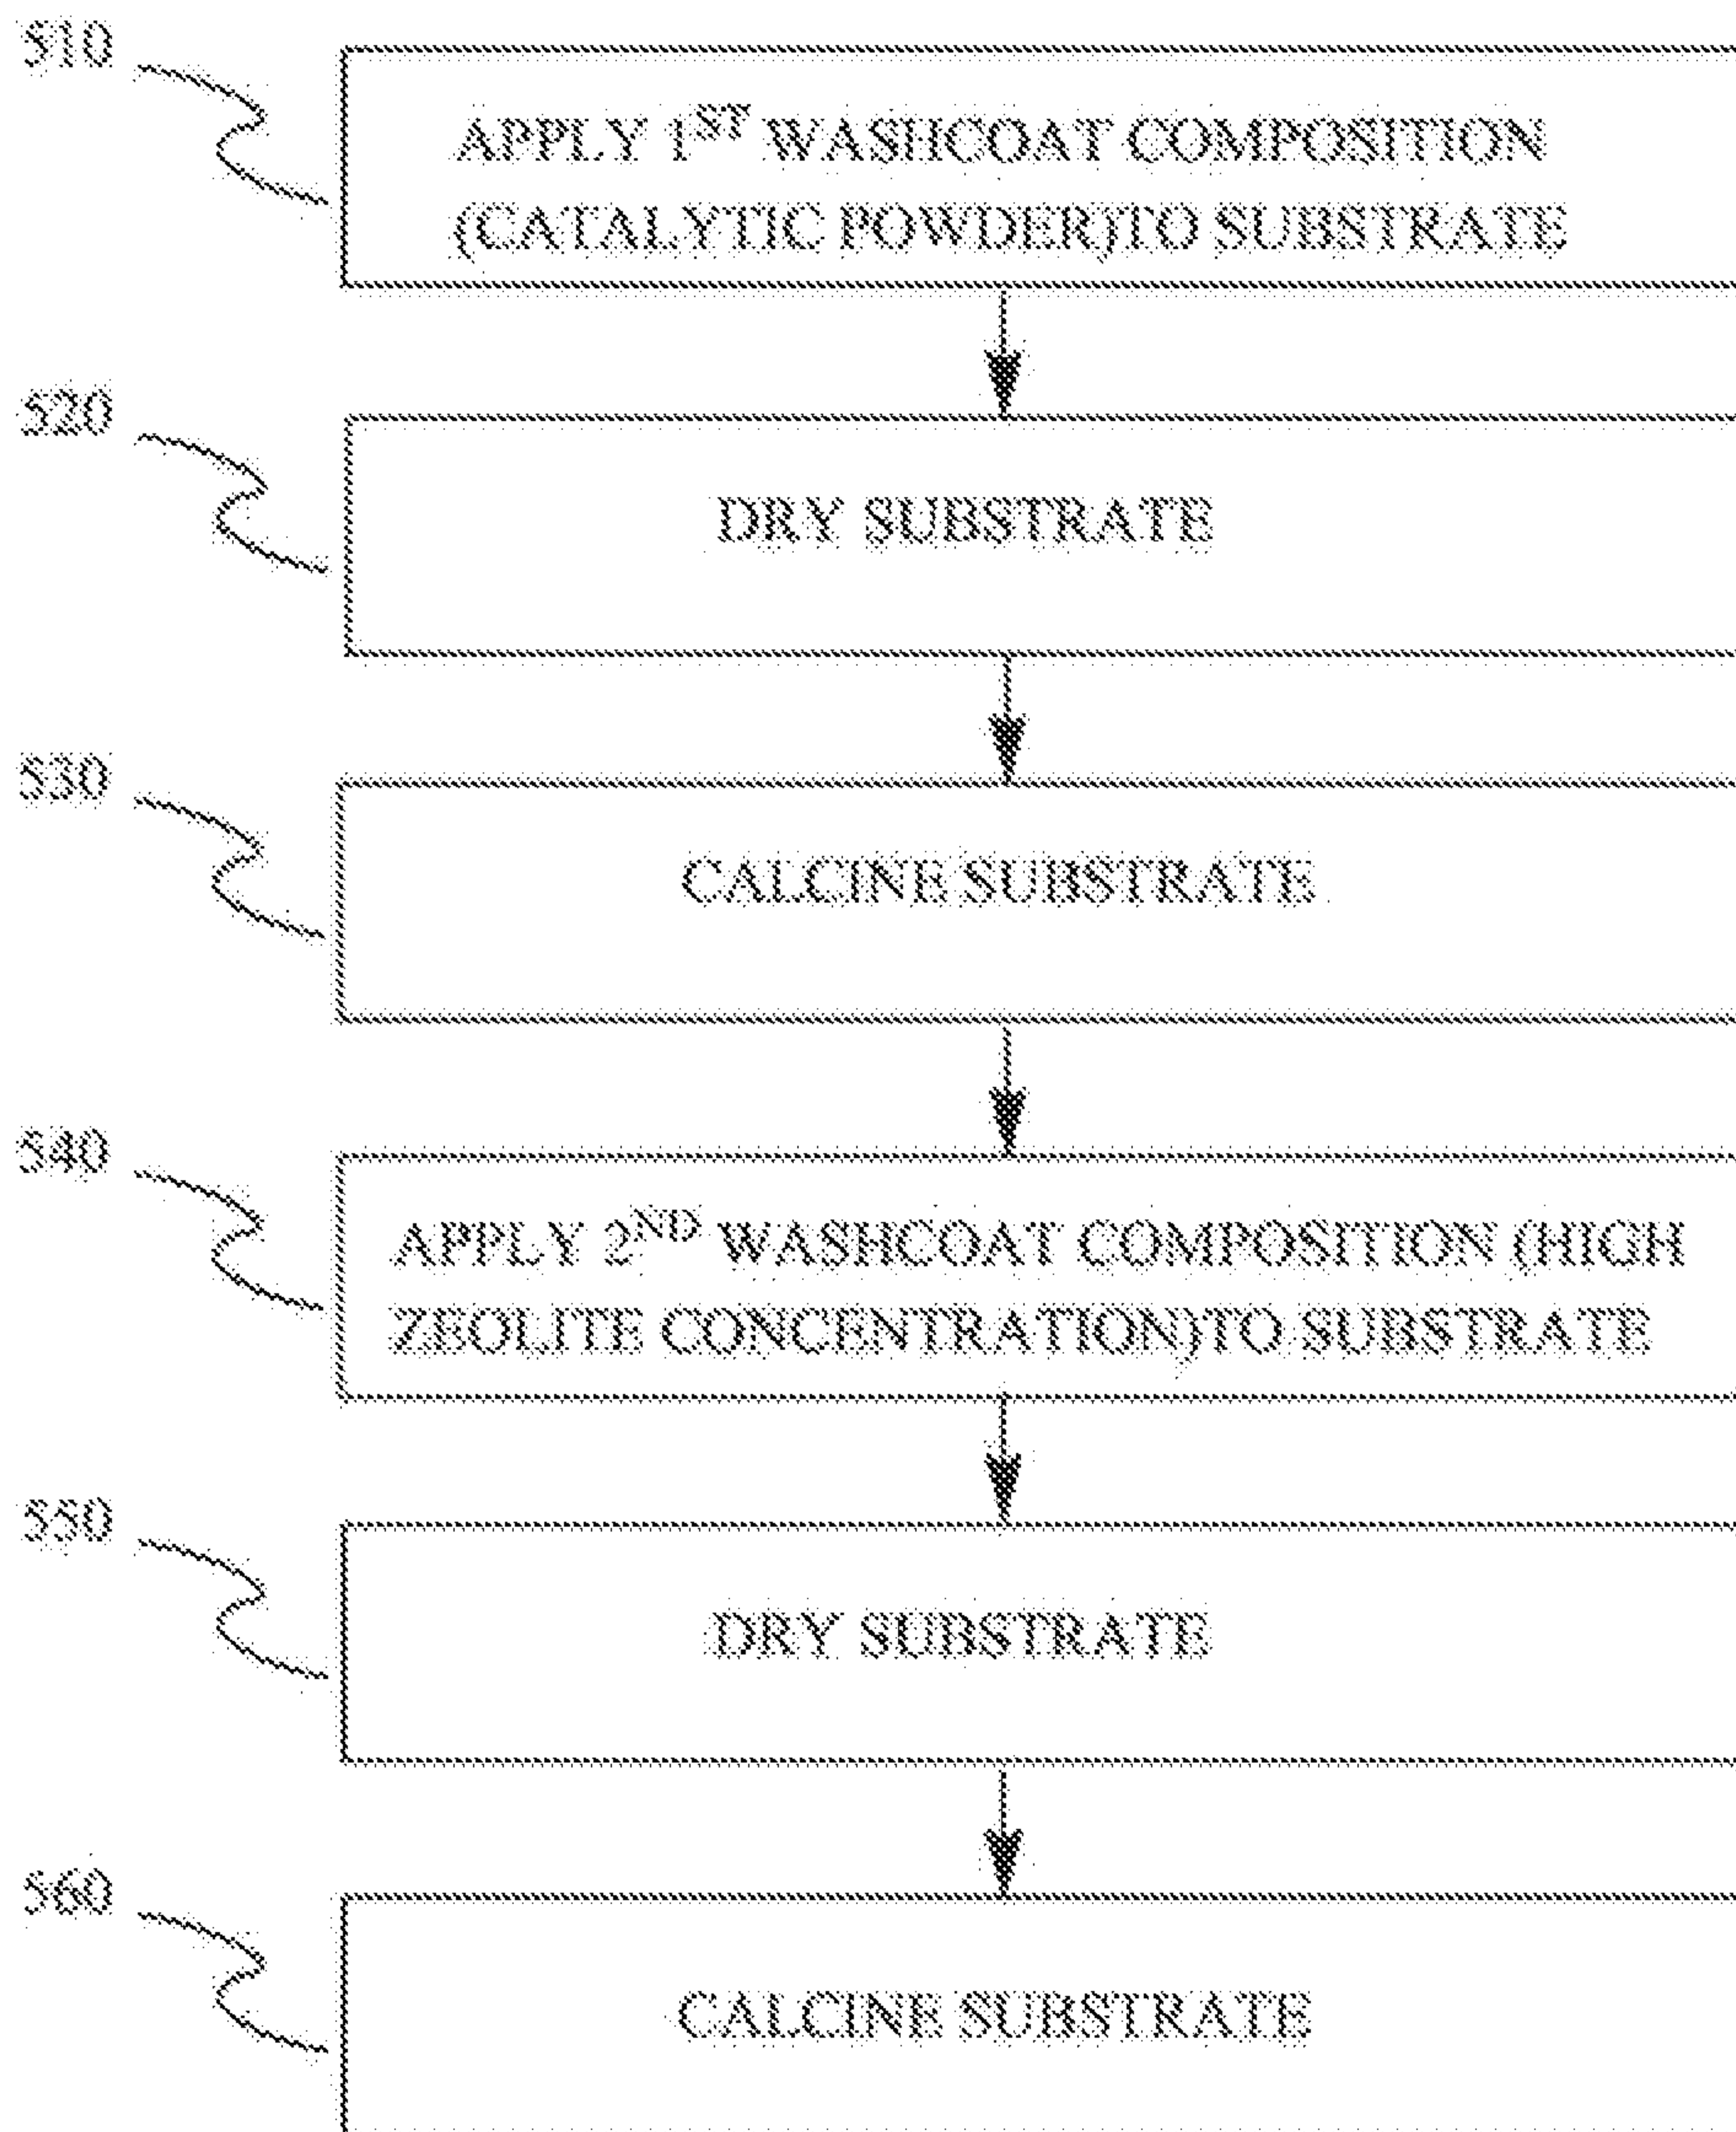 510
APPLY 1ST WASHCOAT COMPOSITION
(CATALYTIC POWDER)TO SUBSTRATE
520
DRY SUBSTRATE
530
CALCINE SUBSTRATE
540
APPLY 2ND WASHCOAT COMPOSITION (HIGH
ZEOLITE CONCENTRATION)TO SUBSTRATE
550
DRY SUBSTRATE
560
CALCINE SUBSTRATE